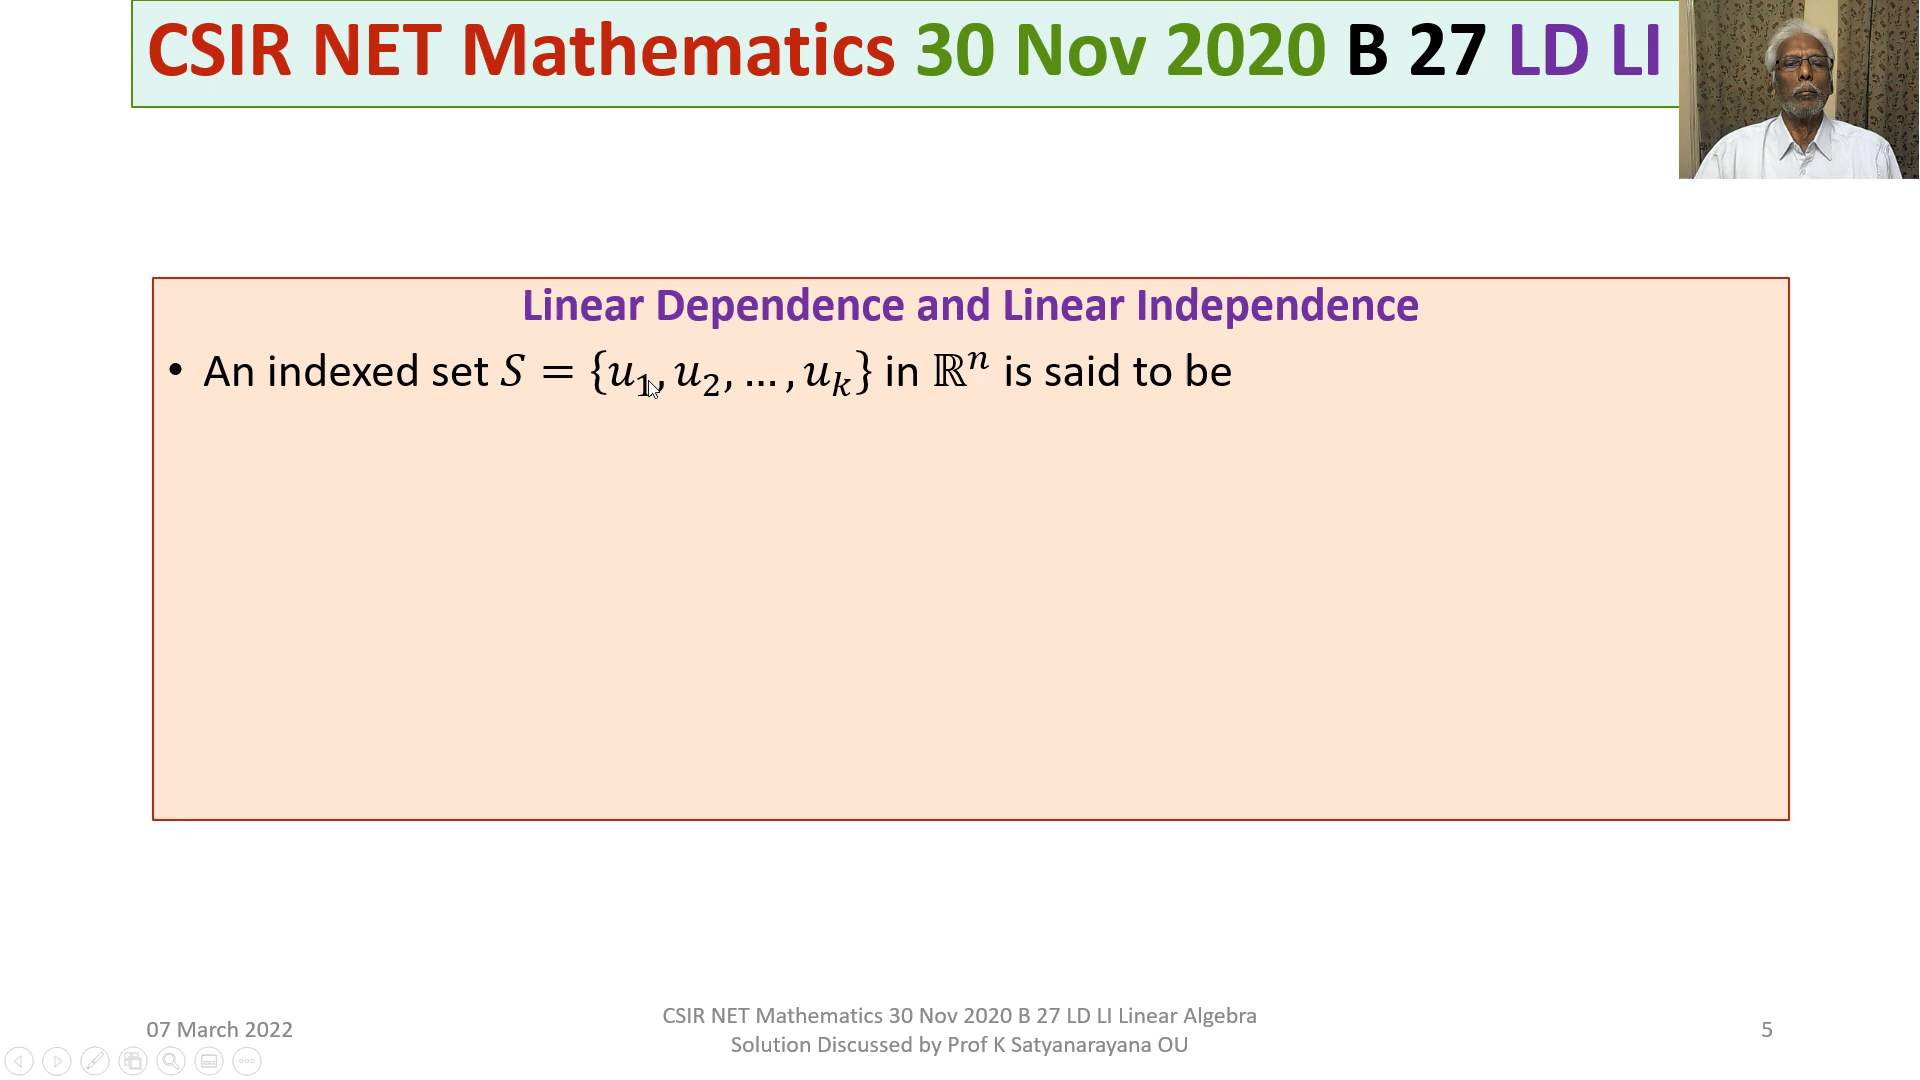 CSIR NET Mathematics 30 Nov 2020 B 27 LD LI
Linear Dependence and Linear Independence
• An indexed set 𝑆 = {𝑢₁, 𝑢₂, … , 𝑢ₖ} in ℝⁿ is said to be
CSIR NET Mathematics 30 Nov 2020 B 27 LD LI Linear Algebra
07 March 2022
Solution Discussed by Prof K Satyanarayana OU
5